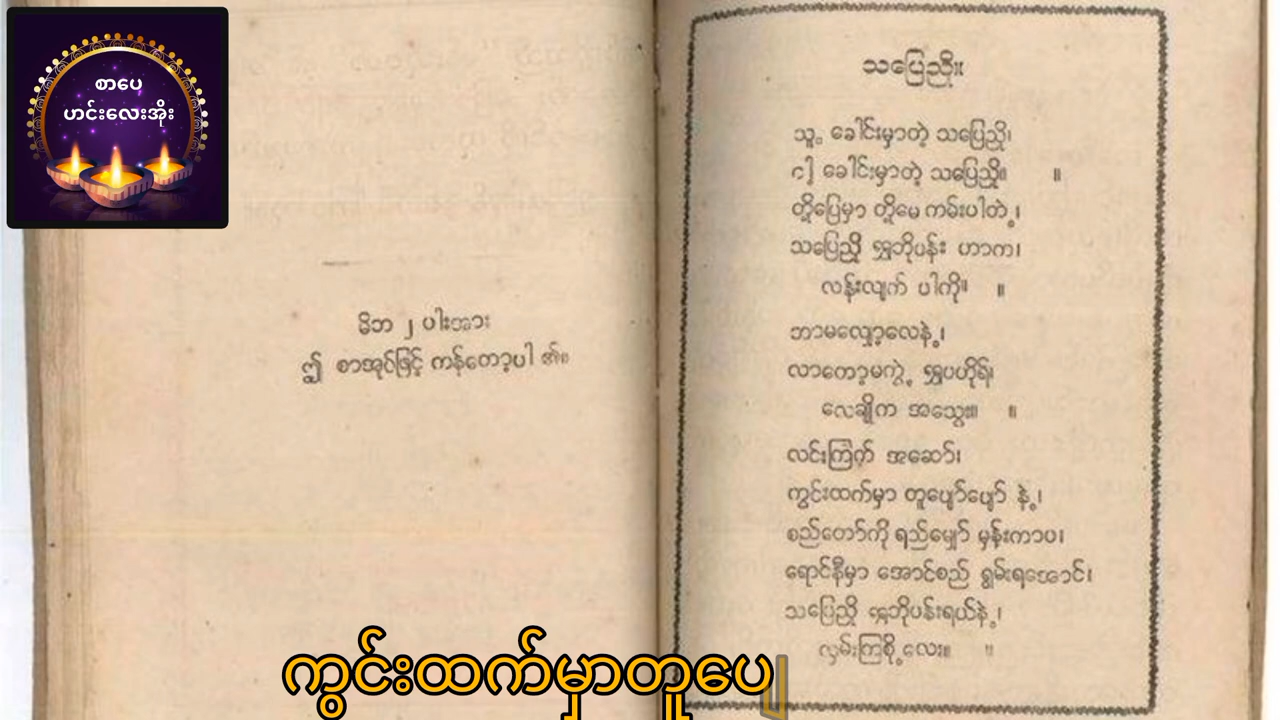 စာပေ
ဟင်းလေးအိုး
မိဘ ၂ ပါးအား
ဤ စာအုပ်ဖြင့် ကန်တော့ပါ ၏။
သပြေညို။
သူ့ ခေါင်းမှာတဲ့ သပြေညို၊
ငါ့ ခေါင်းမှာတဲ့ သပြေညို။ ။
တို့ပြေမှာ တို့မေ ကမ်းပါတဲ့၊
သပြေညို ရွှေဘိုပန်း ဟာက၊
လန်းလျက် ပါကို။ ။
ဘာမလျှော့လေနဲ့၊
လာတော့မကွဲ့ ရွှေပဟိုရ်၊
လေချိုက အသွေး။ ။
လင်းကြက် အဆော်၊
ကွင်းထက်မှာ တူပျော်ပျော် နဲ့၊
စည်တော်ကို ရည်မျှော် မှန်းကာပ၊
ရောင်နီမှာ အောင်စည် ရွှမ်းရအောင်၊
သပြေညို ရွှေဘိုပန်းရယ်နဲ့၊
လှမ်းကြစို့လေး။ ။
ကွင်းထက်မှာတူပျေ